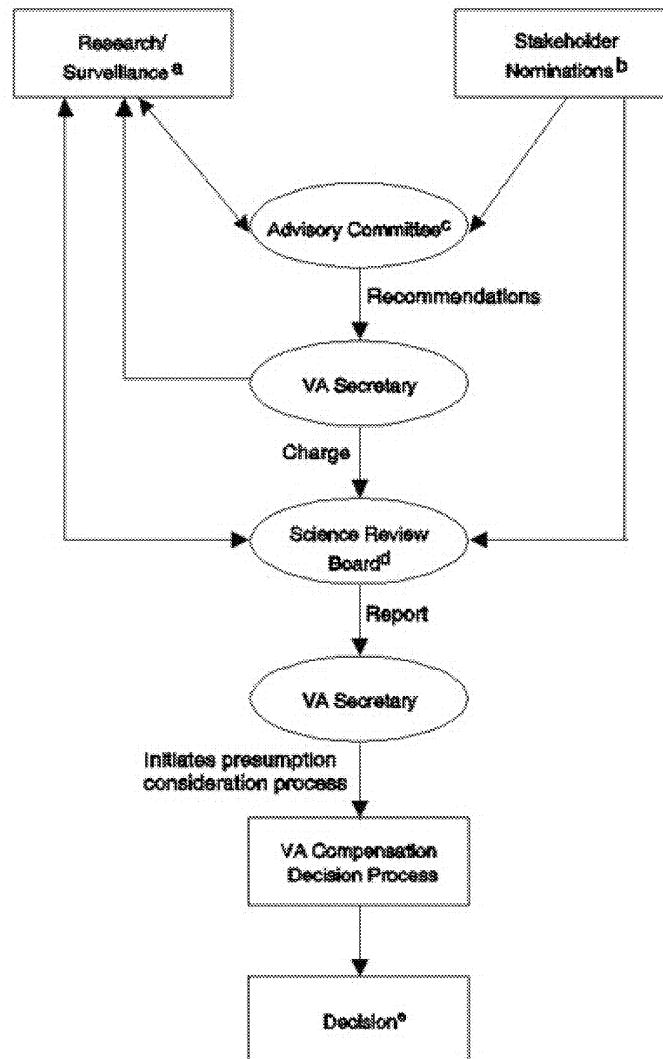 Research/
Surveillance a
Stakeholder
Nominations b
Advisory Committee c
Recommendations
VA Secretary
Charge
Science Review
Board d
Report
VA Secretary
Initiates presumption
consideration process
VA Compensation
Decision Process
Decision e